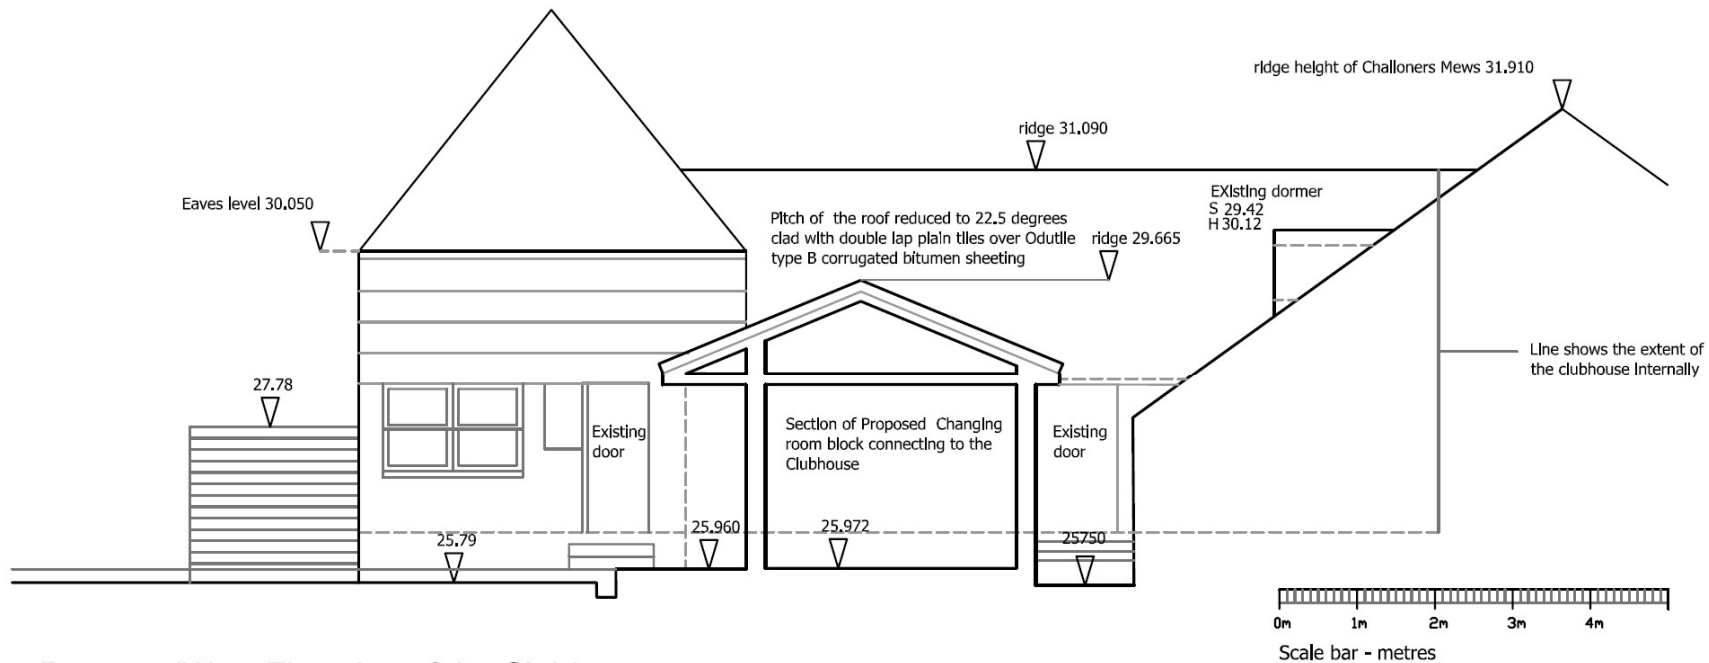 ridge height of Challoners Mews 31.910
ridge 31.090
Existing dormer
S 29.42
H 30.12
Eaves level 30.050
Pitch of the roof reduced to 22.5 degrees
clad with double lap plain tiles over Odutile
type B corrugated bitumen sheeting
ridge 29.665
Line shows the extent of
the clubhouse Internally
27.78
Existing
door
Section of Proposed Changing
room block connecting to the
Clubhouse
Existing
door
25.79
25.960
25.972
25750
0m 1m 2m 3m 4m
Scale bar - metres